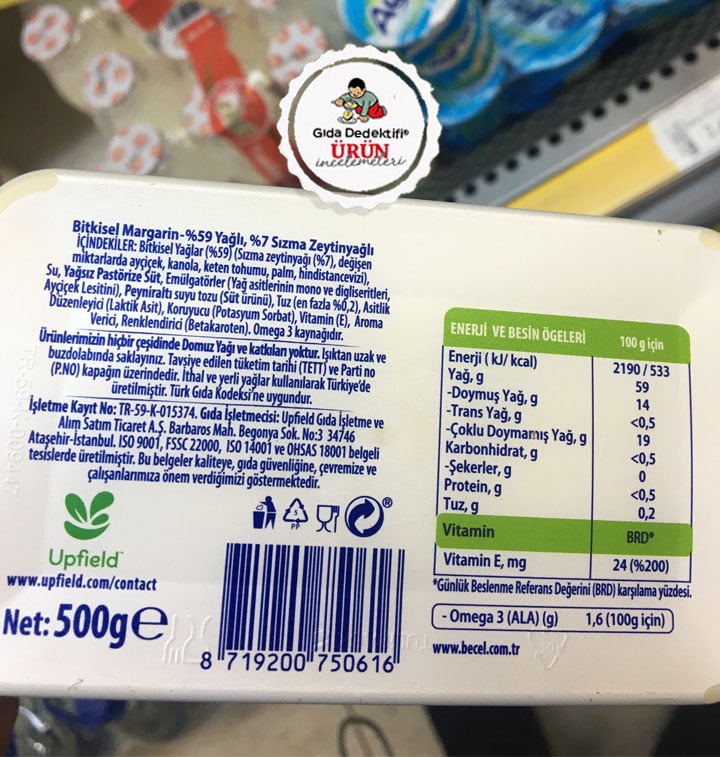 Gıda Dedektifi®
ÜRÜN
incelemeleri
Bitkisel Margarin-%59 Yağlı, %7 Sızma Zeytinyağlı
İÇİNDEKİLER: Bitkisel Yağlar (%59) (Sızma zeytinyağı (%7), değişen
miktarlarda ayçiçek, kanola, keten tohumu, palm, hindistancevizi),
Su, Yağsız Pastörize Süt, Emülgatörler (Yağ asitlerinin mono ve digliseritleri,
Ayçiçek Lesitini), Peyniraltı suyu tozu (Süt ürünü), Tuz (en fazla %0,2), Asitlik
Düzenleyici (Laktik Asit), Koruyucu (Potasyum Sorbat), Vitamin (E), Aroma
Verici, Renklendirici (Betakaroten). Omega 3 kaynağıdır.
Ürünlerimizin hiçbir çeşidinde Domuz Yağı ve katkıları yoktur. Işıktan uzak ve
buzdolabında saklayınız. Tavsiye edilen tüketim tarihi (TETT) ve Parti no
(P.NO) kapağın üzerindedir. İthal ve yerli yağlar kullanılarak Türkiye'de
üretilmiştir. Türk Gıda Kodeksi'ne uygundur.
İşletme Kayıt No: TR-59-K-015374. Gıda İşletmecisi: Upfield Gıda İşletme ve
Alım Satım Ticaret A.Ş. Barbaros Mah. Begonya Sok. No:3 34746
Ataşehir-İstanbul. ISO 9001, FSSC 22000, ISO 14001 ve OHSAS 18001 belgeli
tesislerde üretilmiştir. Bu belgeler kaliteye, gıda güvenliğine, çevremize ve
çalışanlarımıza önem verdiğimizi göstermektedir.
5
PP
®
Upfield™
www.upfield.com/contact
Net: 500g e
8 719200 750616
ENERJİ VE BESİN ÖGELERİ 100 g için
Enerji ( kJ/ kcal) 2190 / 533
Yağ, g 59
-Doymuş Yağ, g 14
-Trans Yağ, g <0,5
-Çoklu Doymamış Yağ, g 19
Karbonhidrat, g <0,5
-Şekerler, g 0
Protein, g <0,5
Tuz, g 0,2
Vitamin BRD*
Vitamin E, mg 24 (%200)
*Günlük Beslenme Referans Değerini (BRD) karşılama yüzdesi.
- Omega 3 (ALA) (g) 1,6 (100g için)
www.becel.com.tr